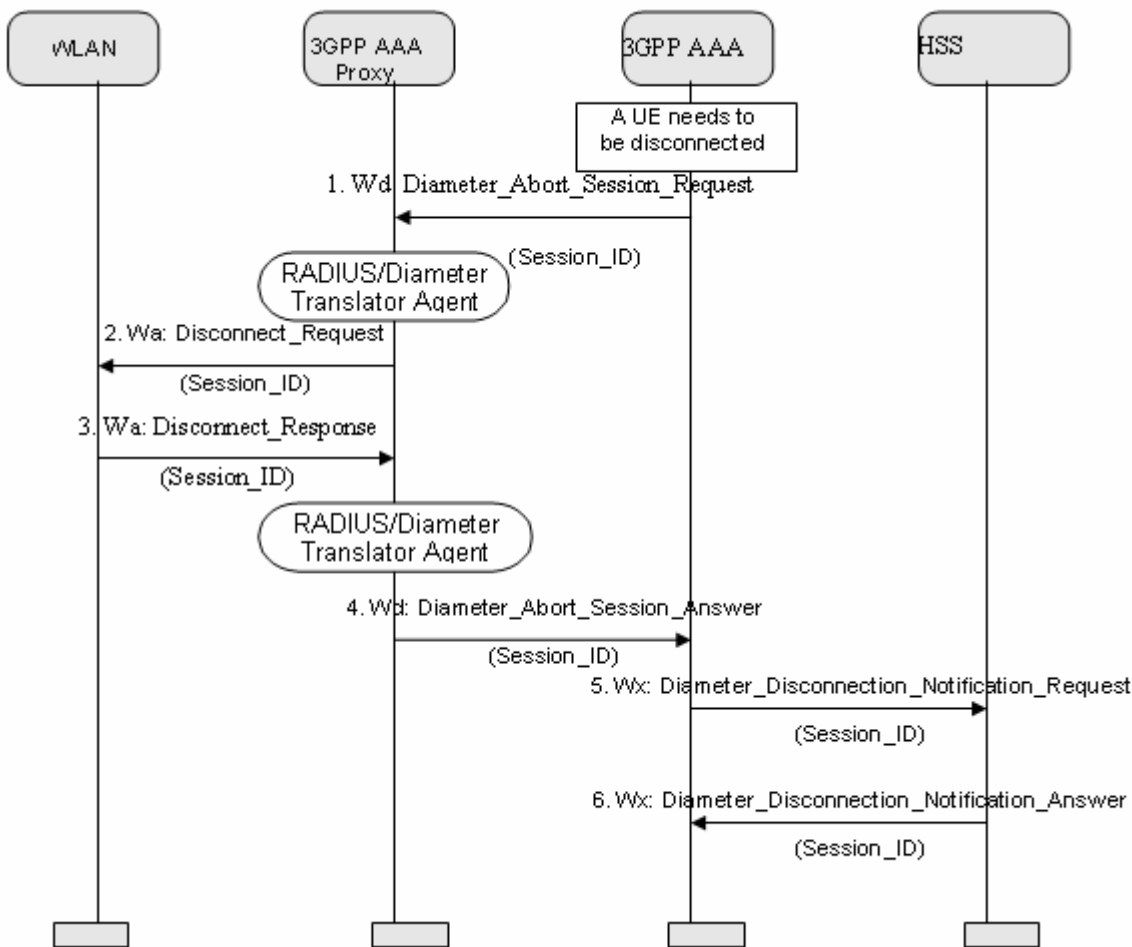 WLAN
3GPP AAA
Proxy
3GPP AAA
HSS
A UE needs to
be disconnected
1. Wd: Diameter_Abort_Session_Request
(Session_ID)
RADIUS/Diameter
Translator Agent
2. Wa: Disconnect_Request
(Session_ID)
3. Wa: Disconnect_Response
(Session_ID)
RADIUS/Diameter
Translator Agent
4. Wd: Diameter_Abort_Session_Answer
(Session_ID)
5. Wx: Diameter_Disconnection_Notification_Request
(Session_ID)
6. Wx: Diameter_Disconnection_Notification_Answer
(Session_ID)